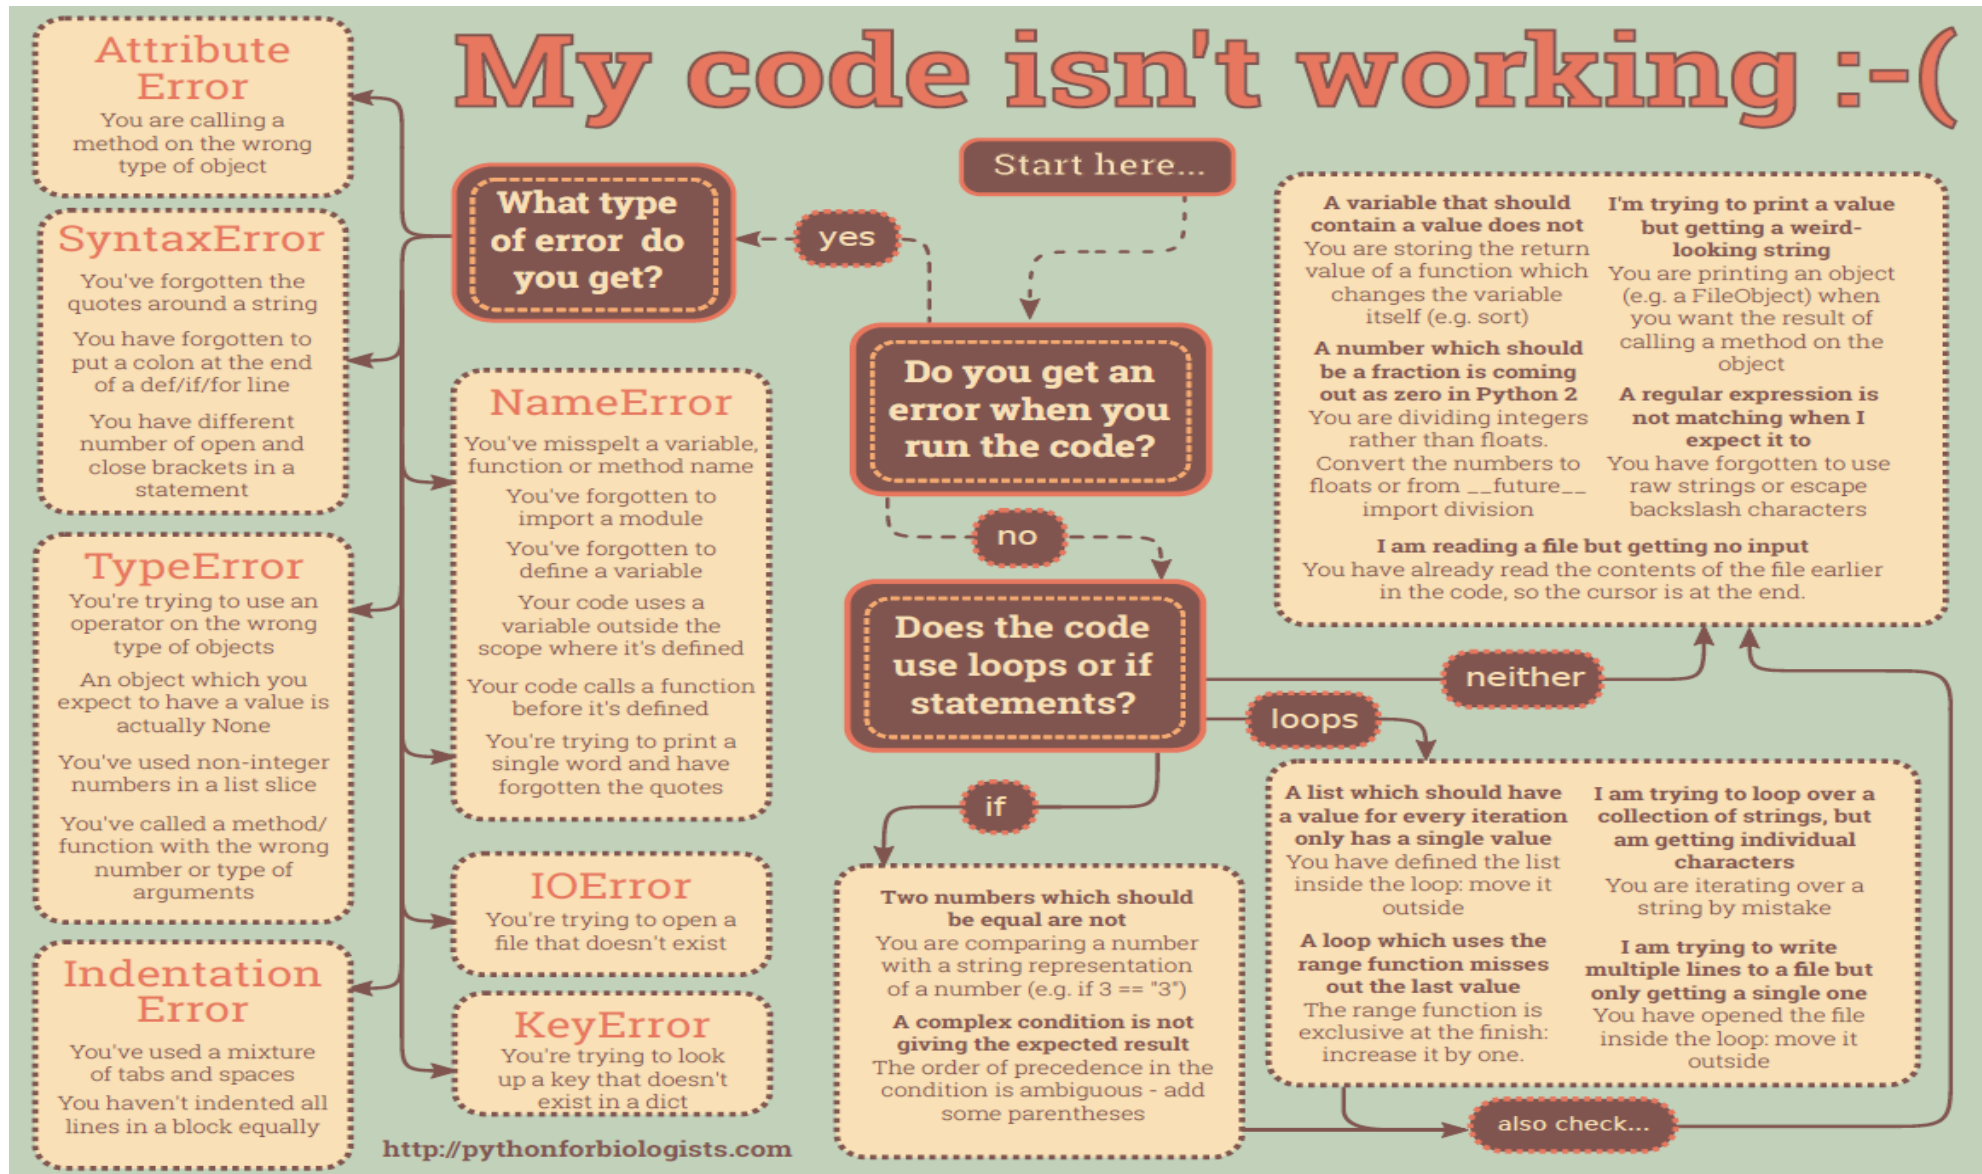 My code isn't working :-(
Start here...
Do you get an
error when you
run the code?
yes
What type
of error do
you get?
Attribute
Error
You are calling a
method on the wrong
type of object
SyntaxError
You've forgotten the
quotes around a string
You have forgotten to
put a colon at the end
of a def/if/for line
You have different
number of open and
close brackets in a
statement
TypeError
You're trying to use an
operator on the wrong
type of objects
An object which you
expect to have a value is
actually None
You've used non-integer
numbers in a list slice
You've called a method/
function with the wrong
number or type of
arguments
Indentation
Error
You've used a mixture
of tabs and spaces
You haven't indented all
lines in a block equally
NameError
You've misspelt a variable,
function or method name
You've forgotten to
import a module
You've forgotten to
define a variable
Your code uses a
variable outside the
scope where it's defined
Your code calls a function
before it's defined
You're trying to print a
single word and have
forgotten the quotes
IOError
You're trying to open a
file that doesn't exist
KeyError
You're trying to look
up a key that doesn't
exist in a dict
no
Does the code
use loops or if
statements?
neither
loops
if
A variable that should
contain a value does not
You are storing the return
value of a function which
changes the variable
itself (e.g. sort)
A number which should
be a fraction is coming
out as zero in Python 2
You are dividing integers
rather than floats.
Convert the numbers to
floats or from __future__
import division
I'm trying to print a value
but getting a weird-
looking string
You are printing an object
(e.g. a FileObject) when
you want the result of
calling a method on the
object
A regular expression is
not matching when I
expect it to
You have forgotten to use
raw strings or escape
backslash characters
I am reading a file but getting no input
You have already read the contents of the file earlier
in the code, so the cursor is at the end.
A list which should have
a value for every iteration
only has a single value
You have defined the list
inside the loop: move it
outside
A loop which uses the
range function misses
out the last value
The range function is
exclusive at the finish:
increase it by one.
I am trying to loop over a
collection of strings, but
am getting individual
characters
You are iterating over a
string by mistake
I am trying to write
multiple lines to a file but
only getting a single one
You have opened the file
inside the loop: move it
outside
Two numbers which should
be equal are not
You are comparing a number
with a string representation
of a number (e.g. if 3 == "3")
A complex condition is not
giving the expected result
The order of precedence in the
condition is ambiguous - add
some parentheses
also check...
http://pythonforbiologists.com